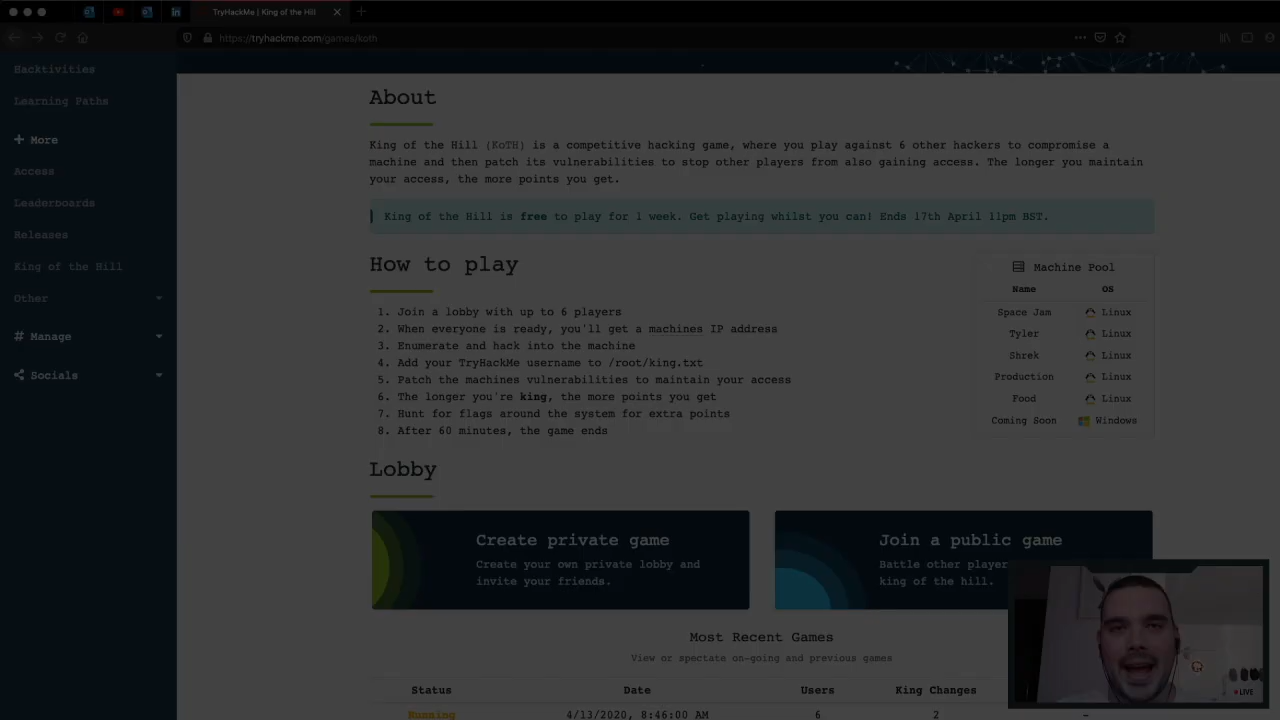 TryHackMe | King of the Hill
https://tryhackme.com/games/koth
Hacktivities
Learning Paths
More
Access
Leaderboards
Releases
King of the Hill
Other
Manage
Socials
About
King of the Hill (KoTH) is a competitive hacking game, where you play against 6 other hackers to compromise a
machine and then patch its vulnerabilities to stop other players from also gaining access. The longer you maintain
your access, the more points you get.
King of the Hill is free to play for 1 week. Get playing whilst you can! Ends 17th April 11pm BST.
How to play
1. Join a lobby with up to 6 players
2. When everyone is ready, you'll get a machines IP address
3. Enumerate and hack into the machine
4. Add your TryHackMe username to /root/king.txt
5. Patch the machines vulnerabilities to maintain your access
6. The longer you're king, the more points you get
7. Hunt for flags around the system for extra points
8. After 60 minutes, the game ends
Machine Pool
Name OS
Space Jam Linux
Tyler Linux
Shrek Linux
Production Linux
Food Linux
Coming Soon Windows
Lobby
Create private game
Create your own private lobby and
invite your friends.
Join a public game
Battle other player
king of the hill.
Most Recent Games
View or spectate on-going and previous games
Status Date Users King Changes
Running 4/13/2020, 8:46:00 AM 6 2 -
LIVE